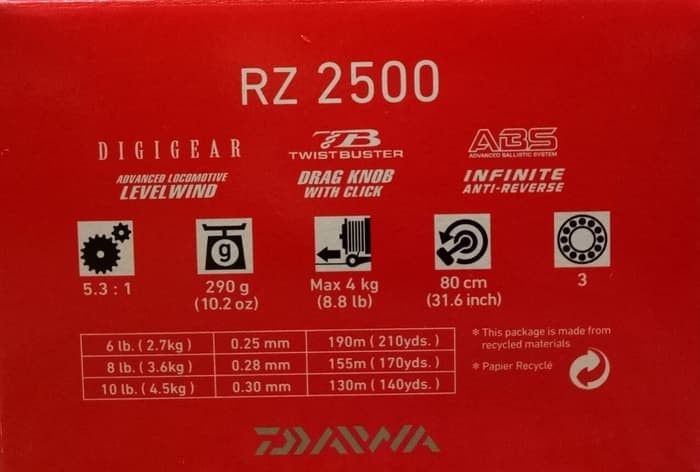 RZ 2500
DIGIGEAR
TB
TWISTBUSTER
ABS
ADVANCED BALLISTIC SYSTEM
ADVANCED LOCOMOTIVE
LEVELWIND
DRAG KNOB
WITH CLICK
INFINITE
ANTI-REVERSE
g
5.3 : 1
290 g
(10.2 oz)
Max 4 kg
(8.8 lb)
80 cm
(31.6 inch)
3
6 lb. ( 2.7kg ) 0.25 mm 190m ( 210yds. )
8 lb. ( 3.6kg ) 0.28 mm 155m ( 170yds. )
10 lb. ( 4.5kg ) 0.30 mm 130m ( 140yds. )
* This package is made from
recycled materials
* Papier Recyclé
DAIWA